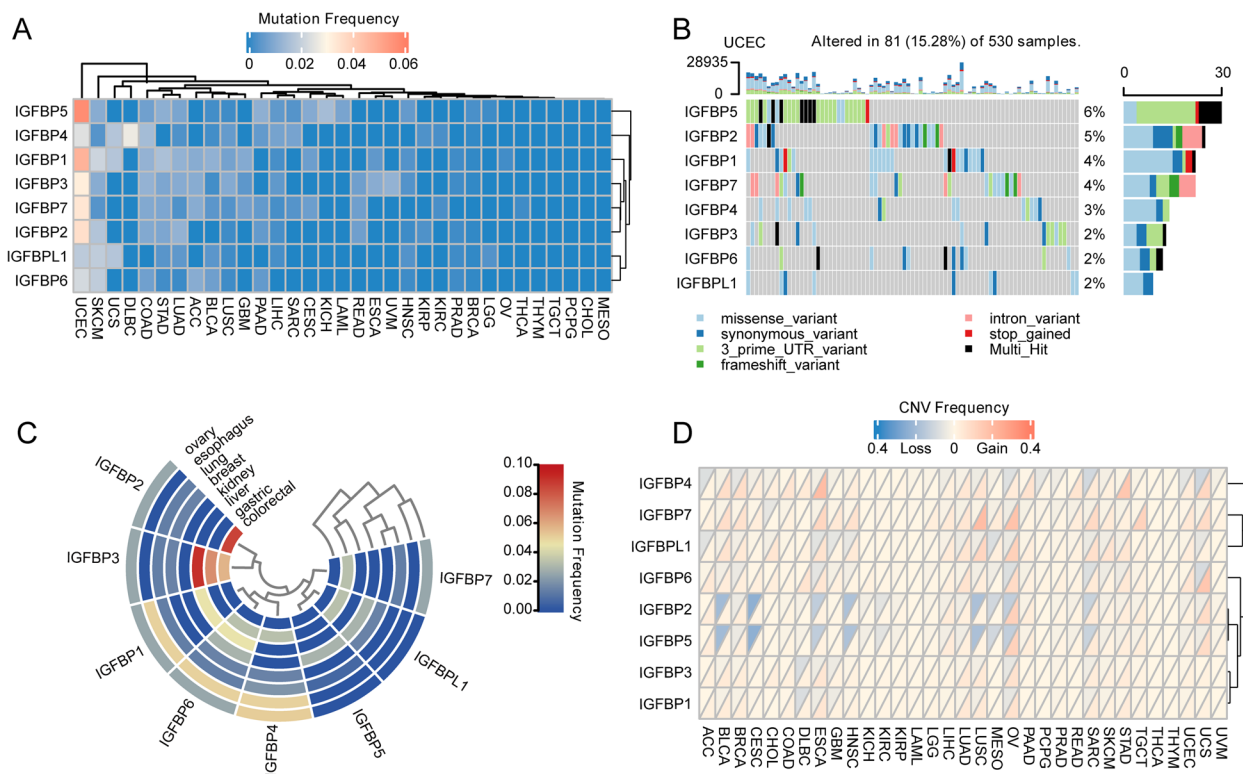 A
Mutation Frequency
0 0.02 0.04 0.06
IGFBP5
IGFBP4
IGFBP1
IGFBP3
IGFBP7
IGFBP2
IGFBPL1
IGFBP6
UCEC SKCM UCS DLBC COAD STAD LUAD ACC BLCA LUSC GBM PAAD LIHC SARC CESC KICH LAML READ ESCA UVM HNSC KIRP KIRC PRAD BRCA LGG OV THCA THYM TGCT PCPG CHOL MESO
B
UCEC
Altered in 81 (15.28%) of 530 samples.
28935
0
0 30
IGFBP5 6%
IGFBP2 5%
IGFBP1 4%
IGFBP7 4%
IGFBP4 3%
IGFBP3 2%
IGFBP6 2%
IGFBPL1 2%
missense_variant
synonymous_variant
3_prime_UTR_variant
frameshift_variant
intron_variant
stop_gained
Multi_Hit
C
ovary
esophagus
lung
breast
kidney
liver
gastric
colorectal
IGFBP2
IGFBP3
IGFBP1
IGFBP6
GFBP4
IGFBP5
IGFBPL1
IGFBP7
0.10
0.08
0.06
0.04
0.02
0.00
Mutation Frequency
D
CNV Frequency
0.4 Loss 0 Gain 0.4
IGFBP4
IGFBP7
IGFBPL1
IGFBP6
IGFBP2
IGFBP5
IGFBP3
IGFBP1
ACC BLCA BRCA CESC CHOL COAD DLBC ESCA GBM HNSC KICH KIRC KIRP LAML LGG LIHC LUAD LUSC MESO OV PAAD PCPG PRAD READ SARC SKCM STAD TGCT THCA THYM UCEC UCS UVM